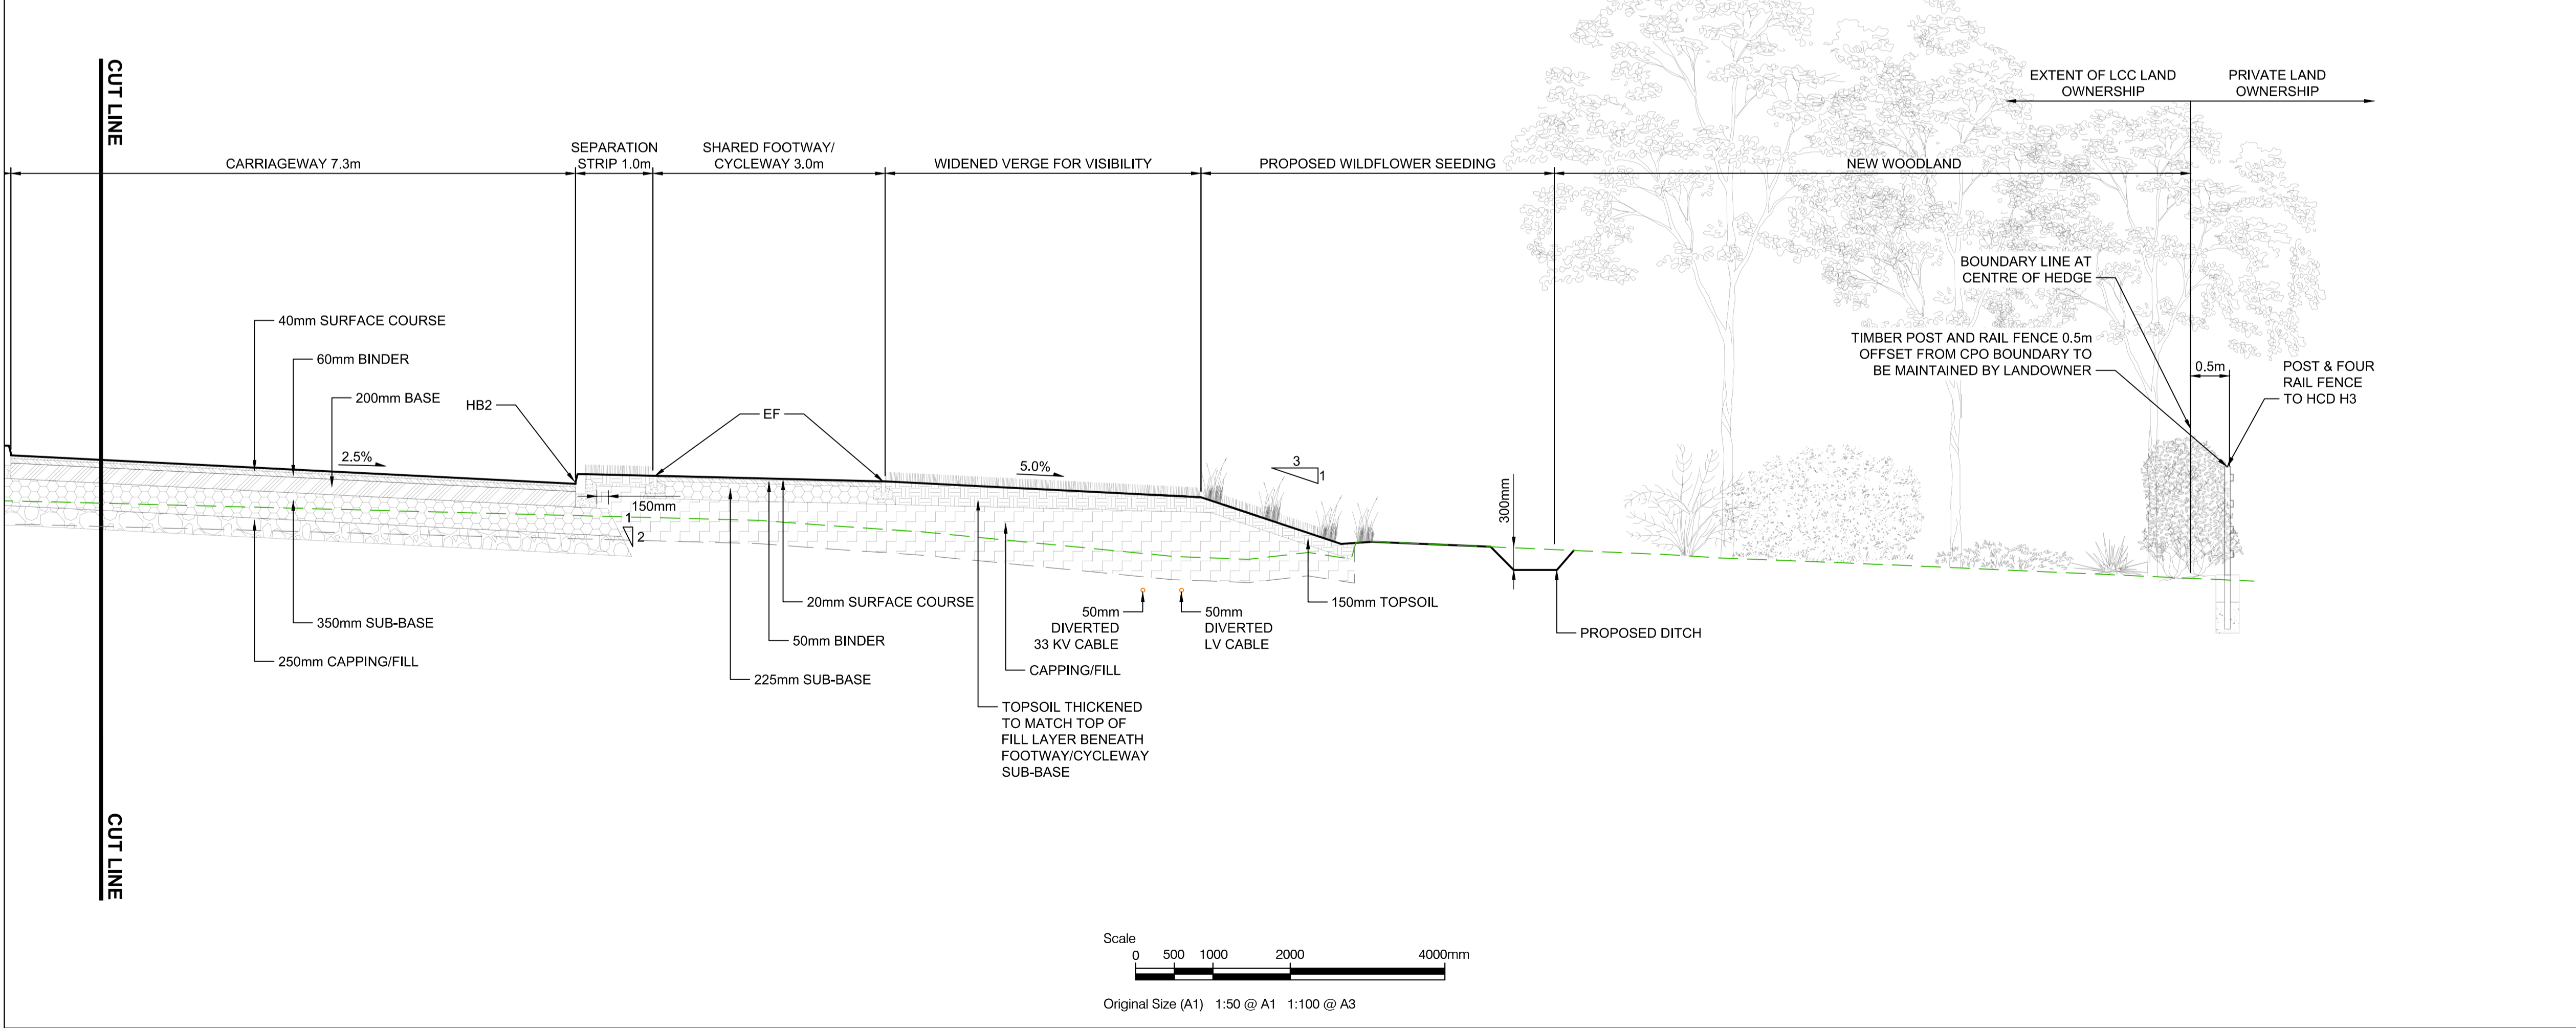 CUT LINE
EXTENT OF LCC LAND
OWNERSHIP
PRIVATE LAND
OWNERSHIP
CARRIAGEWAY 7.3m
SEPARATION
STRIP 1.0m
SHARED FOOTWAY/
CYCLEWAY 3.0m
WIDENED VERGE FOR VISIBILITY
PROPOSED WILDFLOWER SEEDING
NEW WOODLAND
BOUNDARY LINE AT
CENTRE OF HEDGE
TIMBER POST AND RAIL FENCE 0.5m
OFFSET FROM CPO BOUNDARY TO
BE MAINTAINED BY LANDOWNER
0.5m
POST & FOUR
RAIL FENCE
TO HCD H3
40mm SURFACE COURSE
60mm BINDER
200mm BASE
HB2
EF
2.5%
5.0%
3
1
300mm
150mm
1
2
350mm SUB-BASE
250mm CAPPING/FILL
20mm SURFACE COURSE
50mm BINDER
225mm SUB-BASE
50mm
DIVERTED
33 KV CABLE
50mm
DIVERTED
LV CABLE
CAPPING/FILL
TOPSOIL THICKENED
TO MATCH TOP OF
FILL LAYER BENEATH
FOOTWAY/CYCLEWAY
SUB-BASE
150mm TOPSOIL
PROPOSED DITCH
CUT LINE
Scale
0 500 1000 2000 4000mm
Original Size (A1) 1:50 @ A1 1:100 @ A3